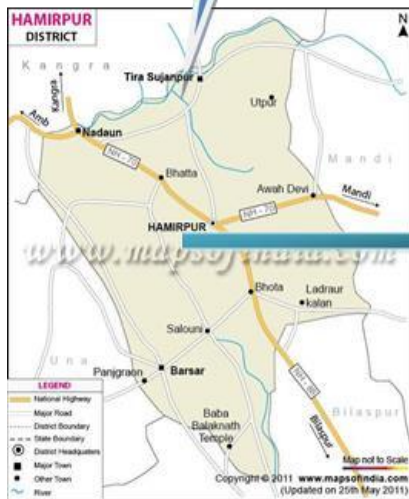 HAMIRPUR
DISTRICT
N
Kangra
Tira Sujanpur
Utpur
Kangra
Amb
Nadaun
NH - 70
Bhatta
Mandi
Awah Devi
Mandi
NH - 70
HAMIRPUR
www.mapsofindia.com
Bhota
Ladraur
kalan
Salouni
Una
Panjgraon
Barsar
NH - 88
Baba
Balaknath
Temple
Bilaspur
Bilaspur
LEGEND
National Highway
Major Road
District Boundary
State Boundary
District Headquaters
Major Town
Other Town
River
Map not to Scale
Copyright © 2011 www.mapsofindia.com
(Updated on 25th May 2011)